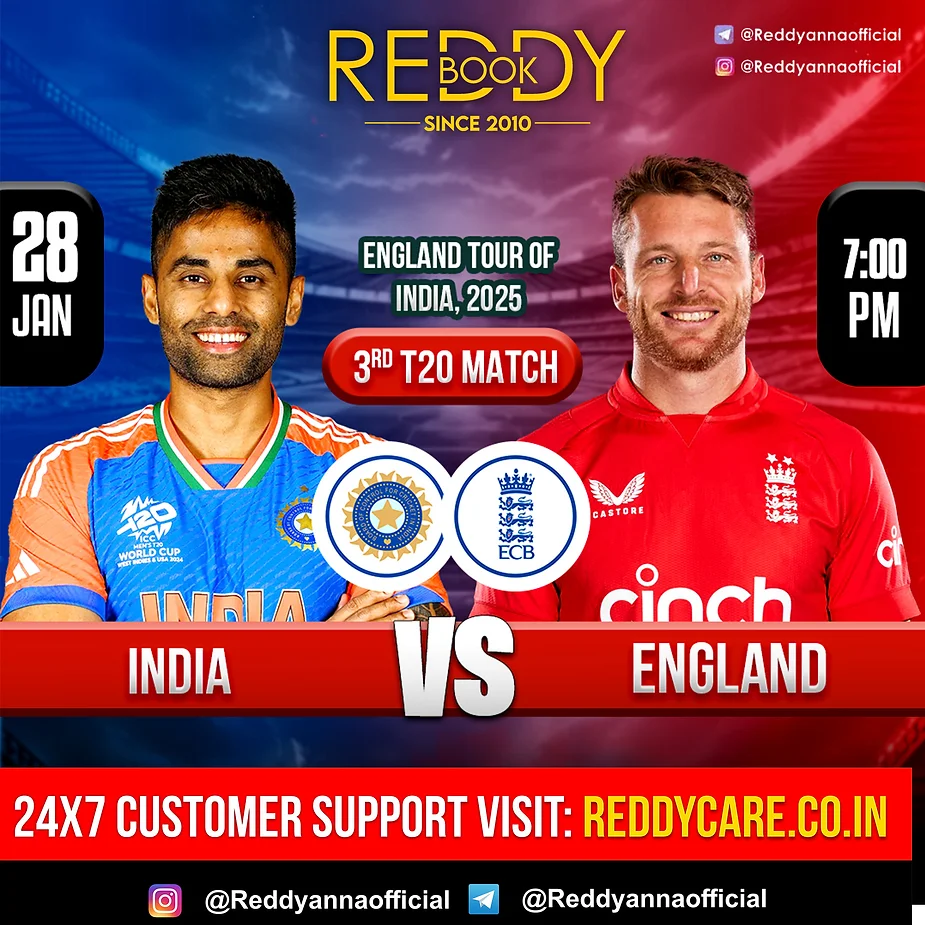 REDDY
BOOK
SINCE 2010
@Reddyannaofficial
@Reddyannaofficial
28
JAN
ENGLAND TOUR OF
INDIA, 2025
3RD T20 MATCH
7:00
PM
T20
ICC
MEN'S T20
WORLD CUP
WEST INDIES & USA 2024
INDIA
ECB
CASTORE
cinch
ci
INDIA
VS
ENGLAND
24X7 CUSTOMER SUPPORT VISIT: REDDYCARE.CO.IN
@Reddyannaofficial @Reddyannaofficial